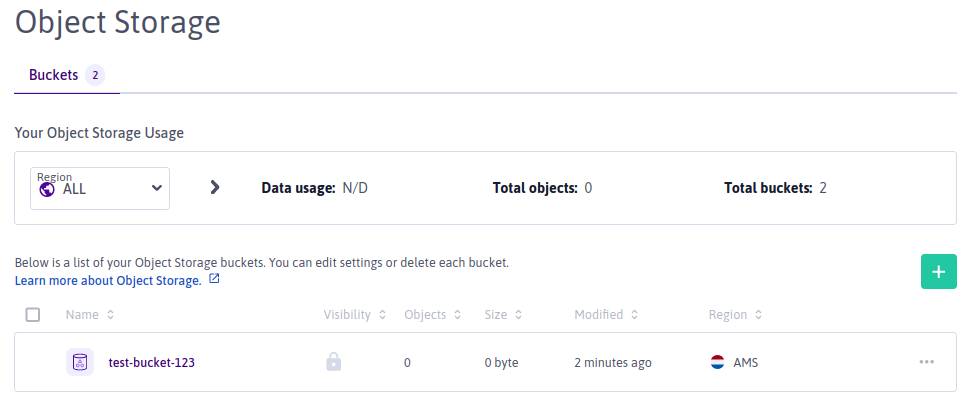 Object Storage
Buckets 2
Your Object Storage Usage
Region
ALL
Data usage: N/D Total objects: 0 Total buckets: 2
Below is a list of your Object Storage buckets. You can edit settings or delete each bucket.
Learn more about Object Storage.
Name Visibility Objects Size Modified Region
test-bucket-123 0 0 byte 2 minutes ago AMS